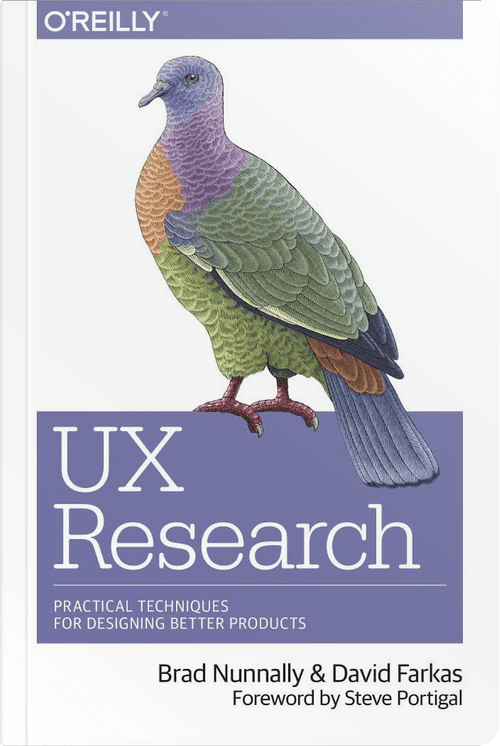 O'REILLY®
UX
Research
PRACTICAL TECHNIQUES
FOR DESIGNING BETTER PRODUCTS
Brad Nunnally & David Farkas
Foreword by Steve Portigal